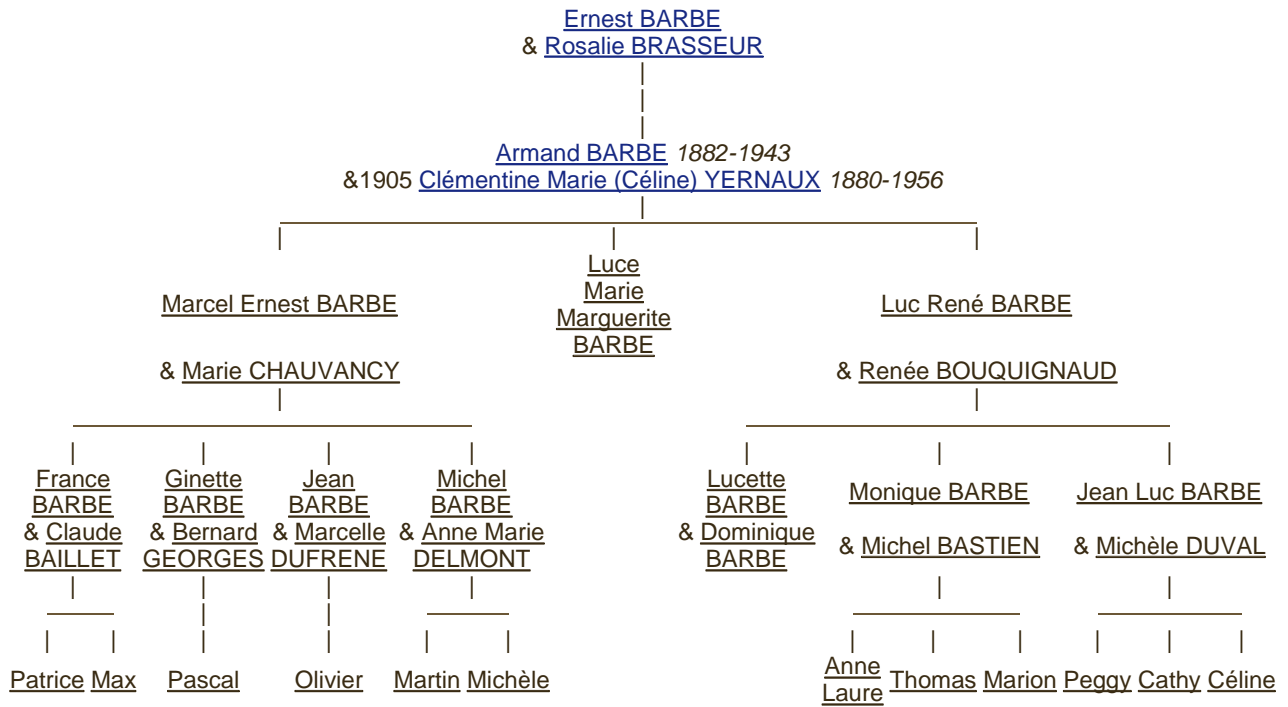 Ernest BARBE
& Rosalie BRASSEUR
Armand BARBE 1882-1943
&1905 Clémentine Marie (Céline) YERNAUX 1880-1956
Marcel Ernest BARBE
& Marie CHAUVANCY
Luce
Marie
Marguerite
BARBE
Luc René BARBE
& Renée BOUQUIGNAUD
France
BARBE
& Claude
BAILLET
Ginette
BARBE
& Bernard
GEORGES
Jean
BARBE
& Marcelle
DUFRENE
Michel
BARBE
& Anne Marie
DELMONT
Lucette
BARBE
& Dominique
BARBE
Monique BARBE
& Michel BASTIEN
Jean Luc BARBE
& Michèle DUVAL
Patrice
Max
Pascal
Olivier
Martin
Michèle
Anne
Laure
Thomas
Marion
Peggy
Cathy
Céline